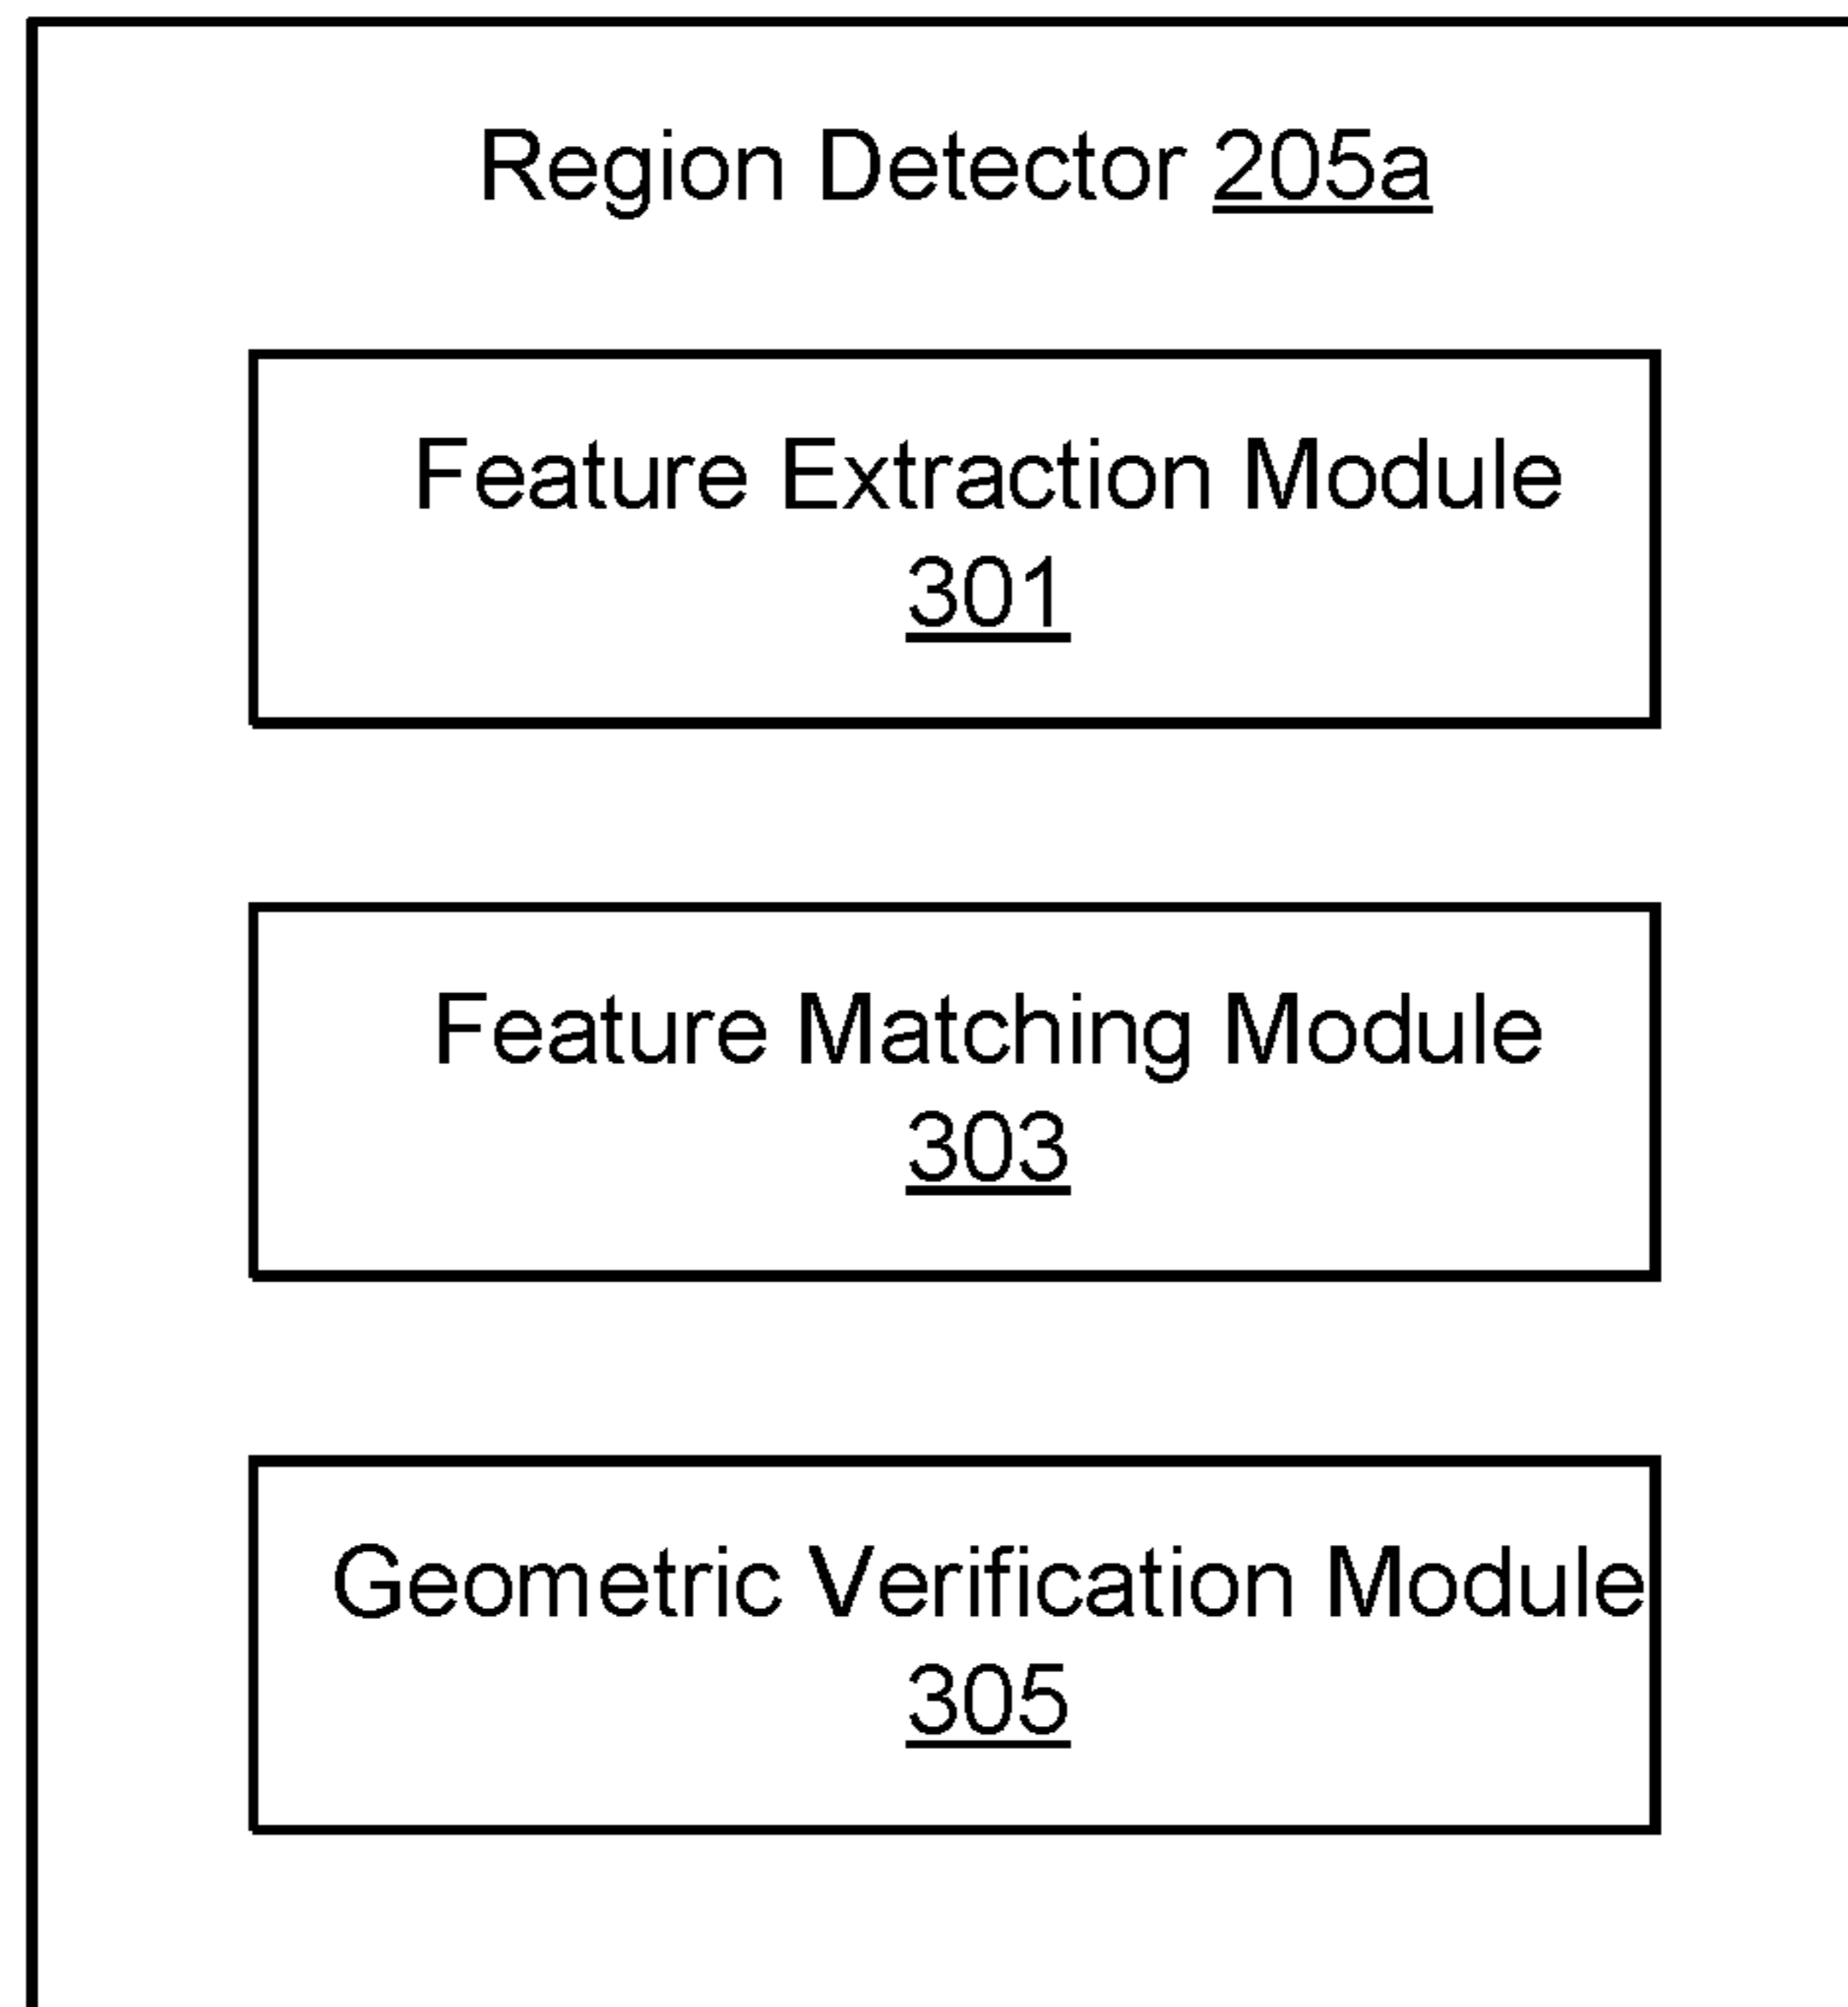 Region Detector 205a
Feature Extraction Module
301
Feature Matching Module
303
Geometric Verification Module
305